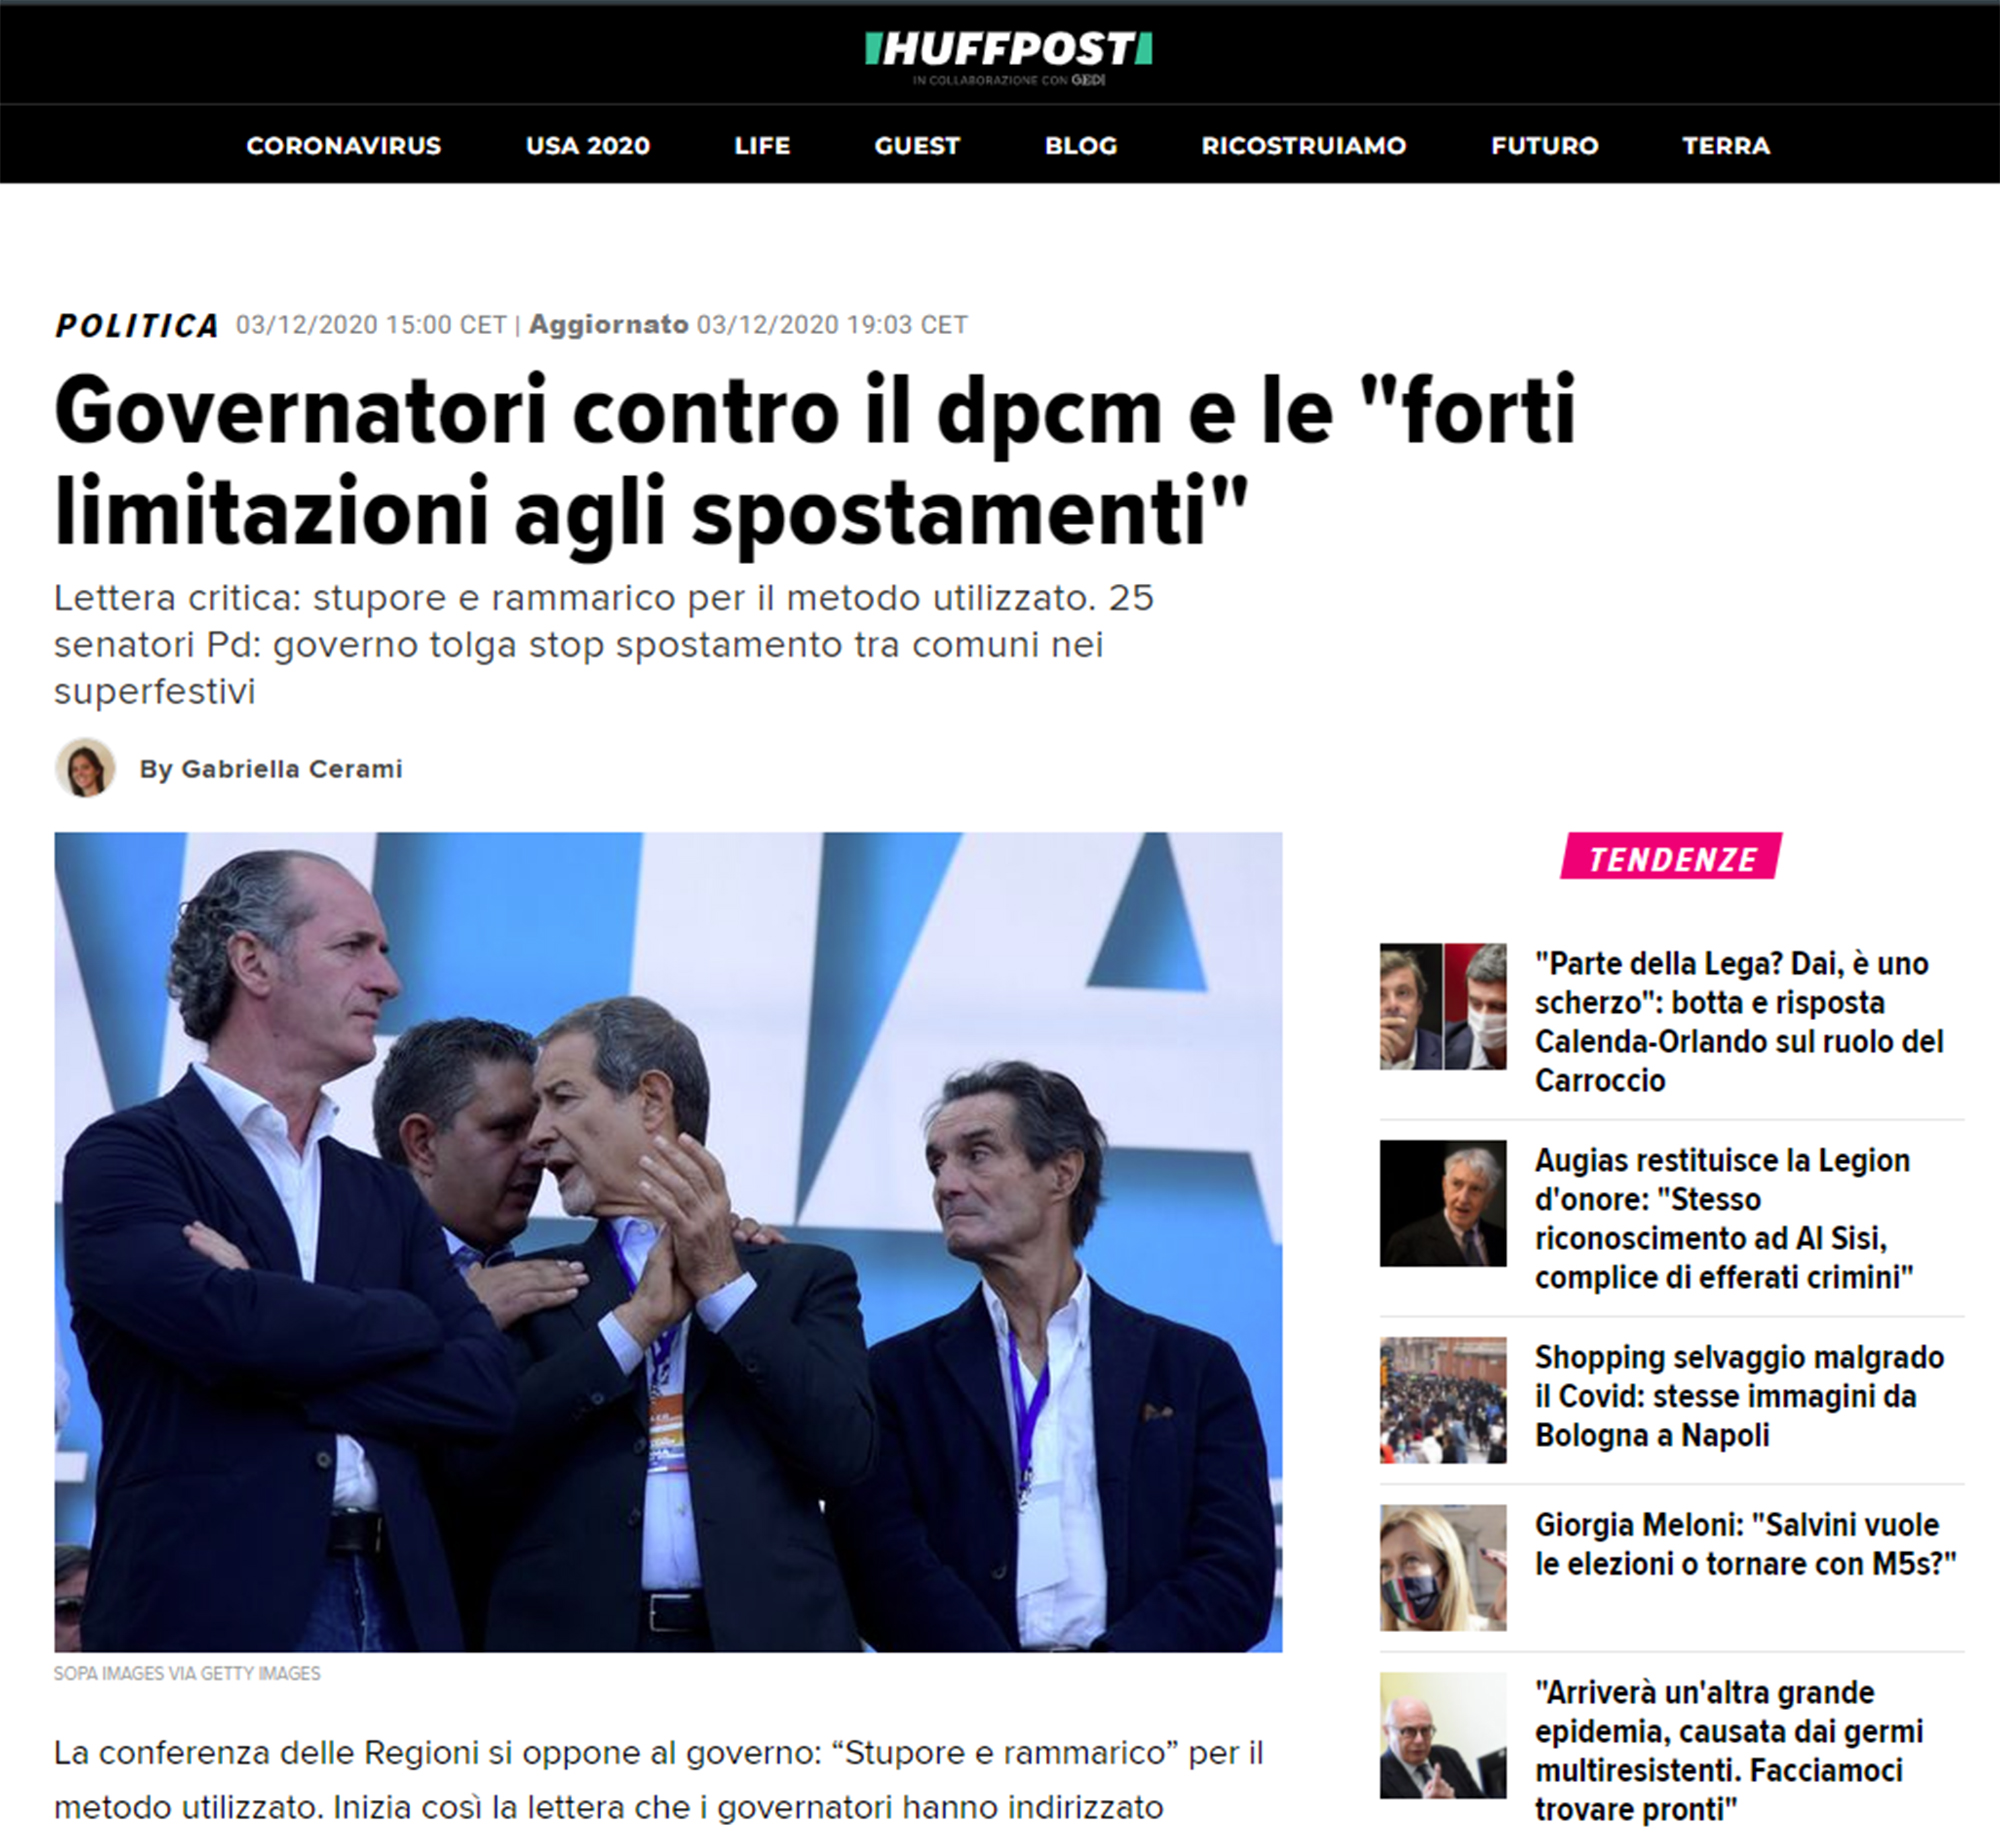 HUFFPOST
IN COLLABORAZIONE CON GEDI
CORONAVIRUS USA 2020 LIFE GUEST BLOG RICOSTRUIAMO FUTURO TERRA
POLITICA 03/12/2020 15:00 CET | Aggiornato 03/12/2020 19:03 CET
Governatori contro il dpcm e le "forti
limitazioni agli spostamenti"
Lettera critica: stupore e rammarico per il metodo utilizzato. 25
senatori Pd: governo tolga stop spostamento tra comuni nei
superfestivi
By Gabriella Cerami
SOPA IMAGES VIA GETTY IMAGES
La conferenza delle Regioni si oppone al governo: “Stupore e rammarico” per il
metodo utilizzato. Inizia così la lettera che i governatori hanno indirizzato
TENDENZE
"Parte della Lega? Dai, è uno
scherzo": botta e risposta
Calenda-Orlando sul ruolo del
Carroccio
Augias restituisce la Legion
d'onore: "Stesso
riconoscimento ad Al Sisi,
complice di efferati crimini"
Shopping selvaggio malgrado
il Covid: stesse immagini da
Bologna a Napoli
Giorgia Meloni: "Salvini vuole
le elezioni o tornare con M5s?"
"Arriverà un'altra grande
epidemia, causata dai germi
multiresistenti. Facciamoci
trovare pronti"